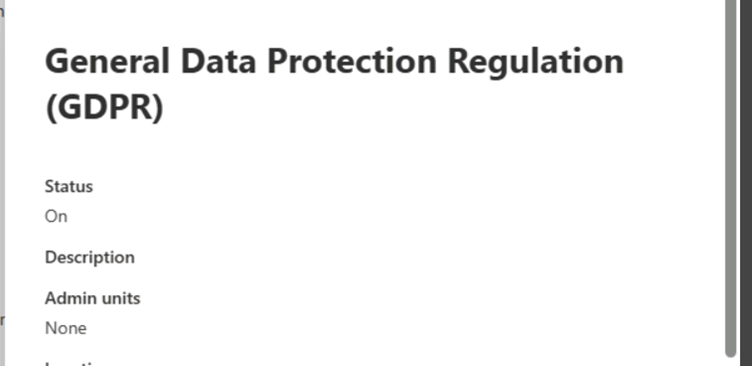 General Data Protection Regulation
(GDPR)
Status
On
Description
Admin units
None